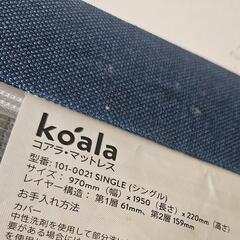 koala
コアラ・マットレス
型番: 101-0021 SINGLE (シングル)
サイズ: 970mm (幅) x 1950 (長さ) x 220mm (高さ)
レイヤー構造: 第1層 61mm、第2層 159mm
お手入れ方法
カバー
中性洗剤を使用して部分洗